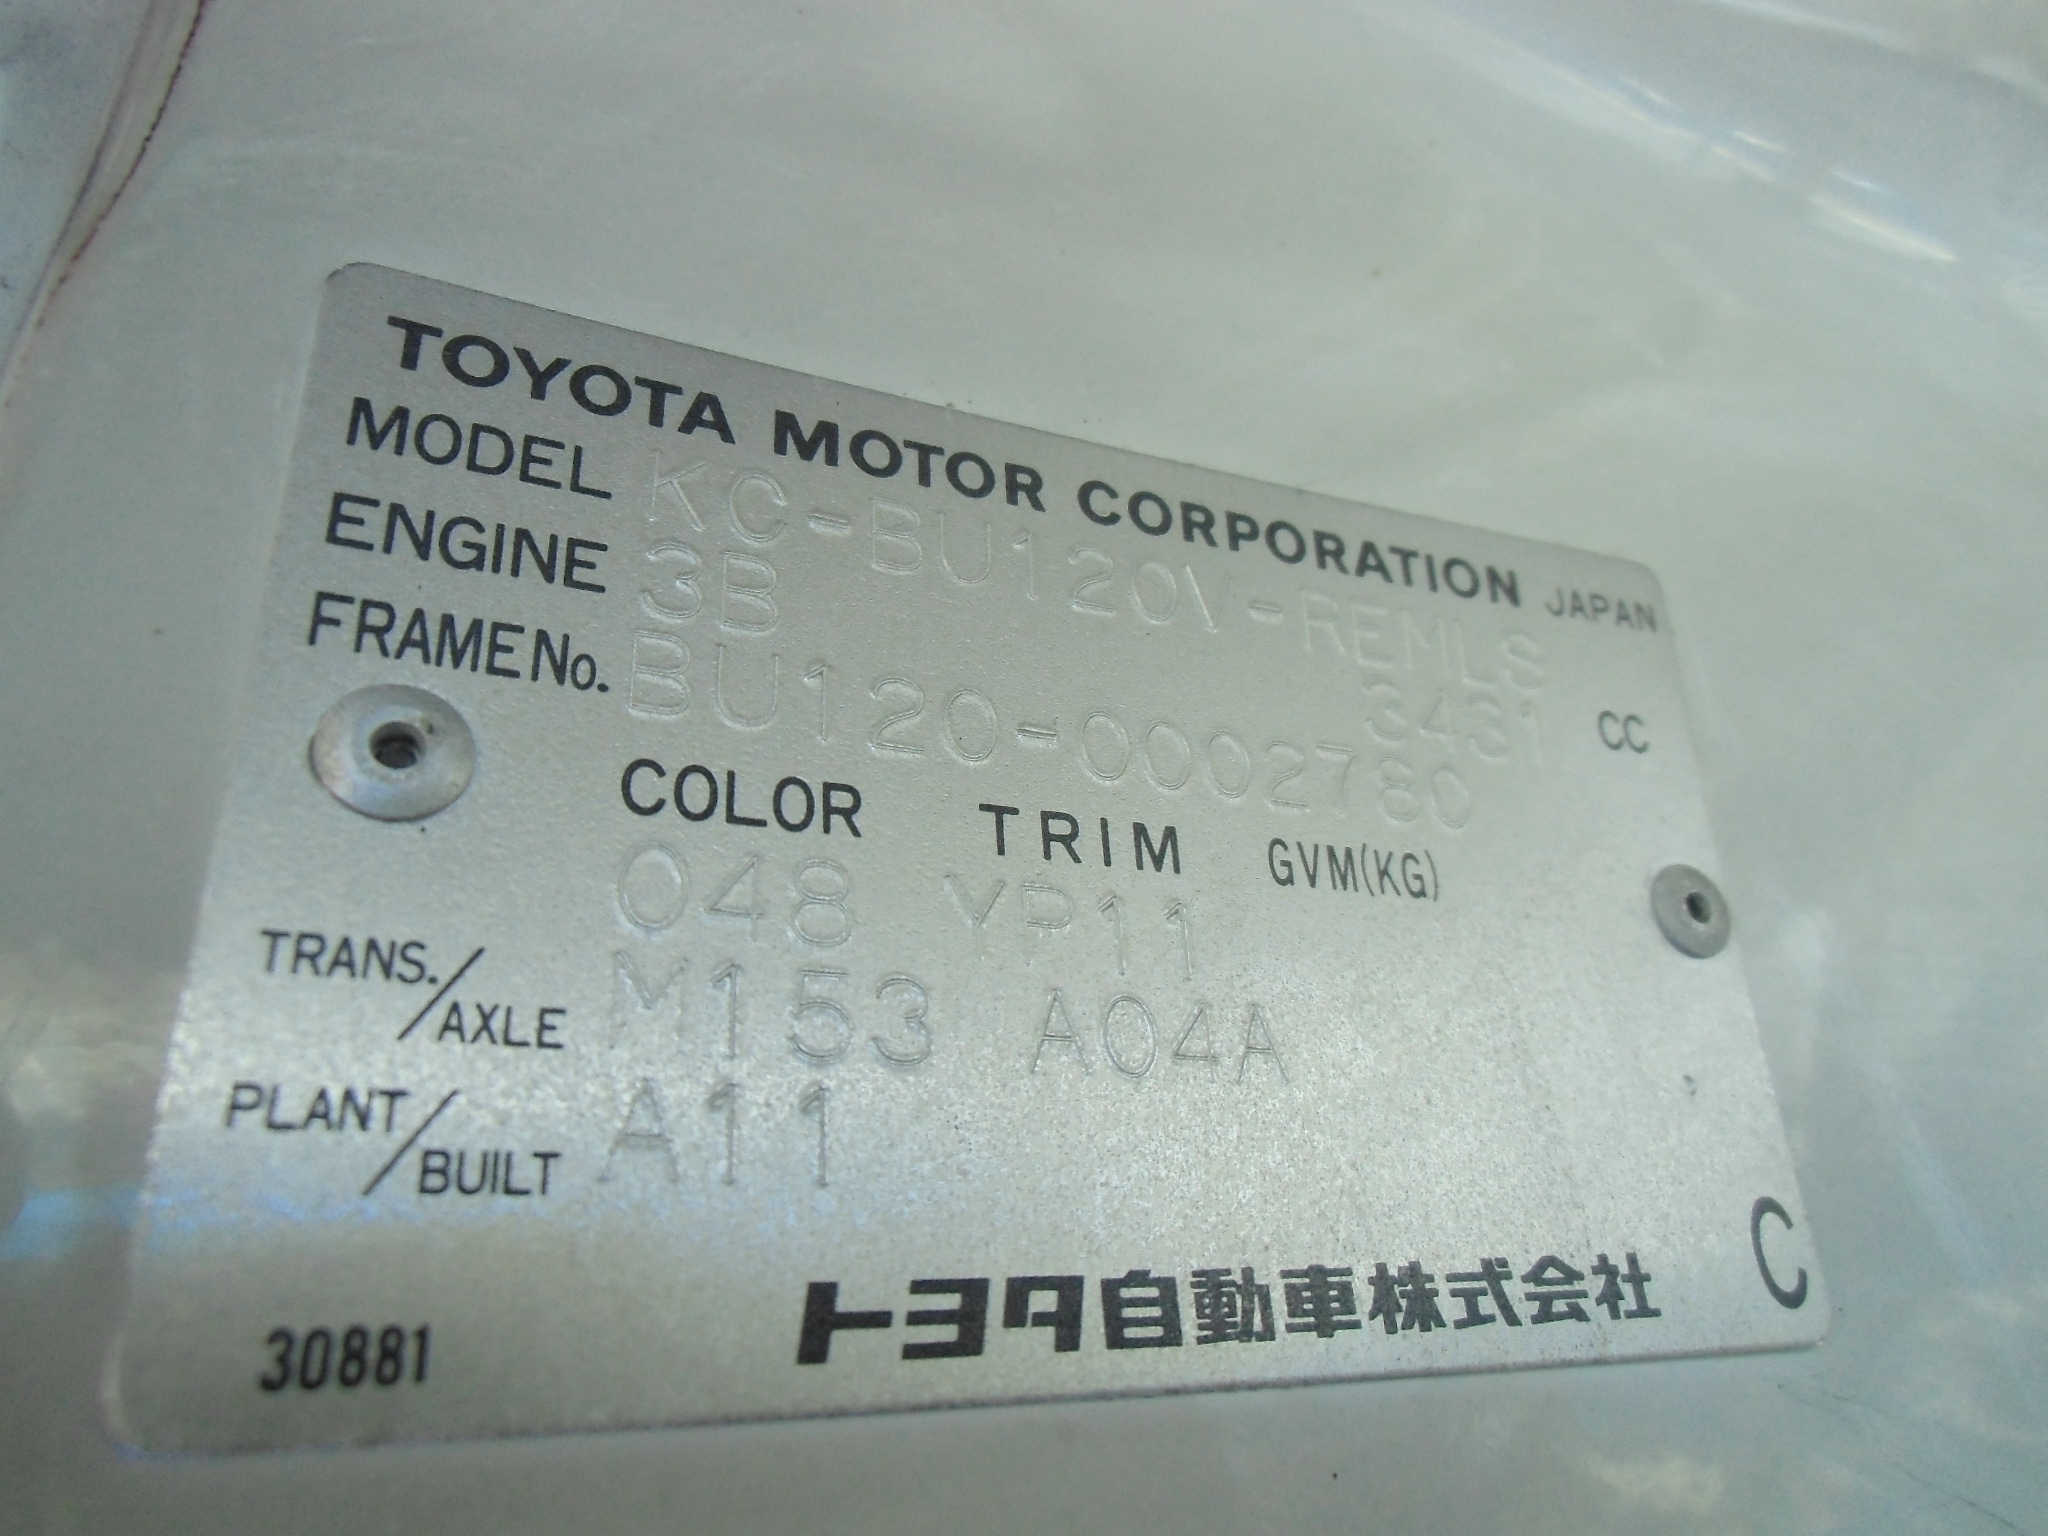 TOYOTA MOTOR CORPORATION JAPAN
MODEL KC-BU120V-REMLS
ENGINE 3B 3431 CC
FRAME No. BU120-0002780
COLOR TRIM GVM(KG)
048 YP11
TRANS./AXLE M153 A04A
PLANT/BUILT A11
トヨタ自動車株式会社 C
30881